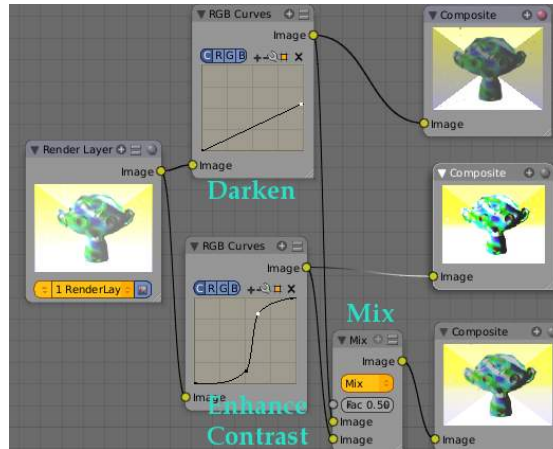 RGB Curves
Image
C R G B
Image
Darken
Composite
Image
Render Layer
Image
1 RenderLay
Composite
Image
RGB Curves
Image
C R G B
Image
Enhance
Contrast
Mix
Mix
Image
Mix
Fac 0.50
Image
Image
Composite
Image